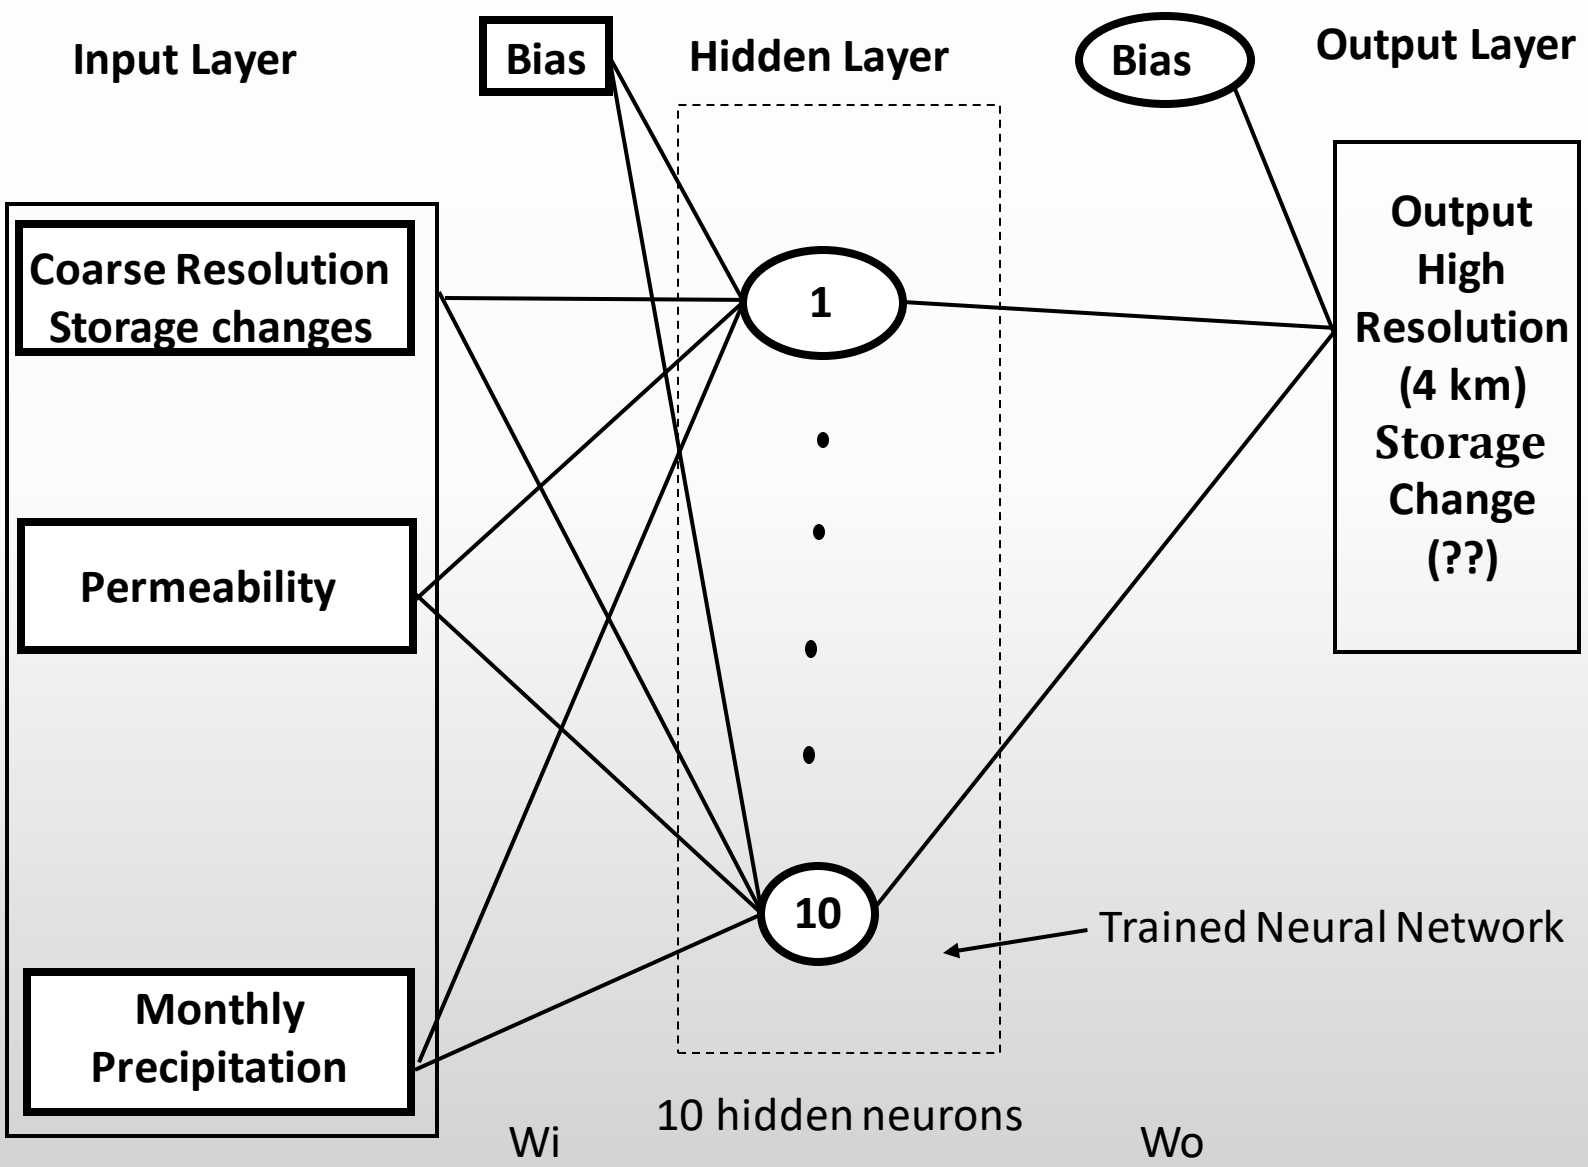 Input Layer
Bias
Hidden Layer
Bias
Output Layer
Coarse Resolution
Storage changes
Permeability
Monthly
Precipitation
1
10
Output
High
Resolution
(4 km)
Storage
Change
(??)
Trained Neural Network
10 hidden neurons
Wi
Wo